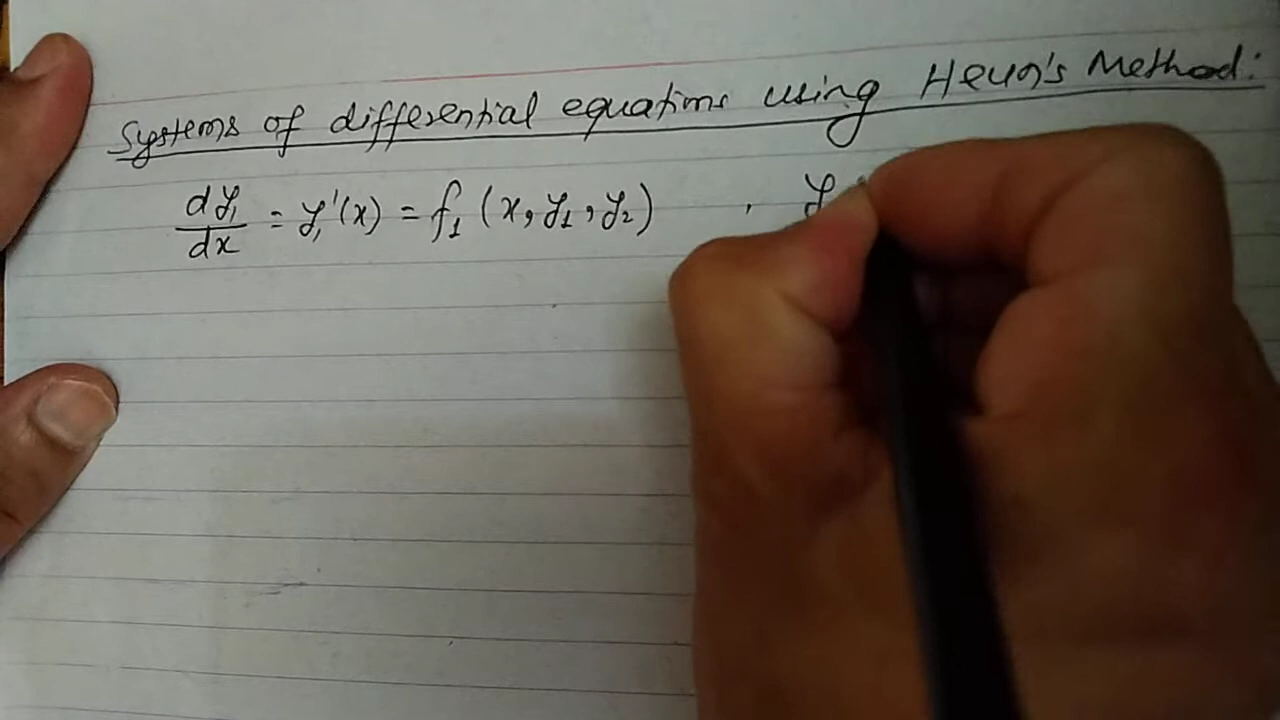 Systems of differential equations using Heun's Method:
dy₁/dx = y₁'(x) = f₁ (x, y₁, y₂) , y